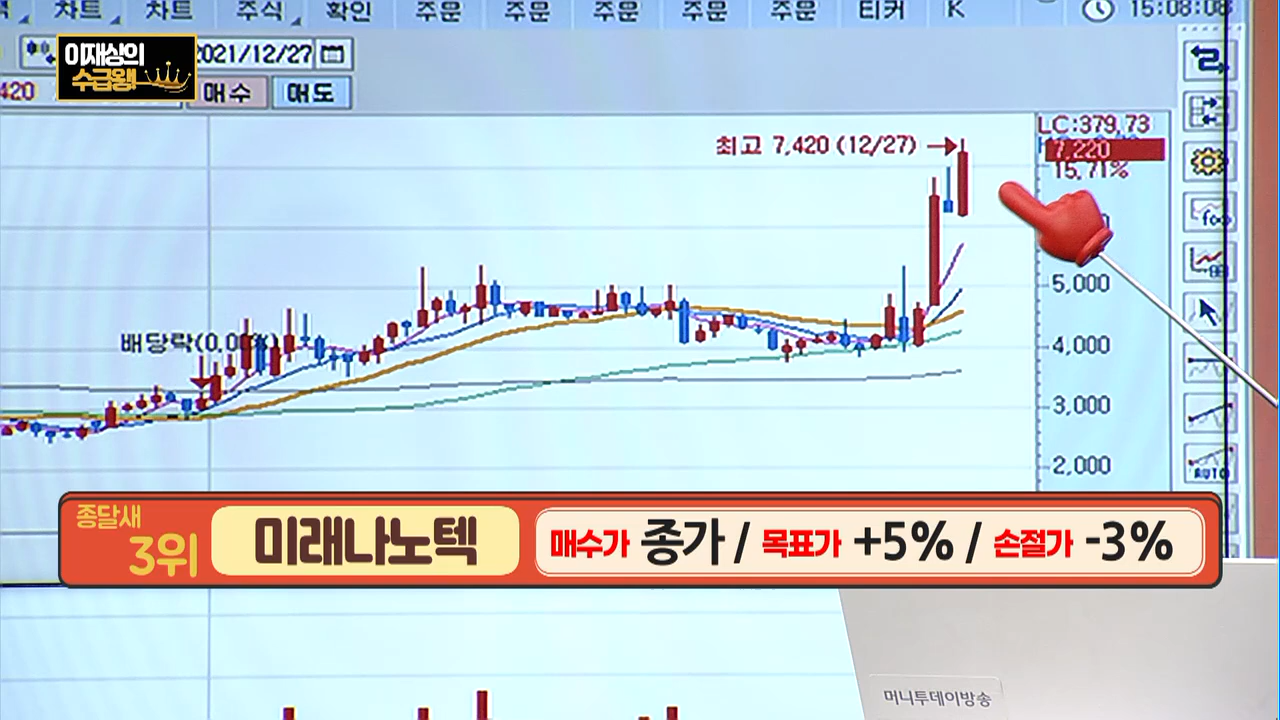 차트 차트 주식 확인 주문 주문 주문 주문 주문 티커 K 15:08:08
이재상의
수급왕!
2021/12/27
420 매수 매도
LC:379.73
최고 7,420 (12/27)
7,220
15.71%
5,000
배당락(0.00%)
4,000
3,000
2,000
AUTO
종달새
3위
미래나노텍
매수가 종가 / 목표가 +5% / 손절가 -3%
머니투데이방송